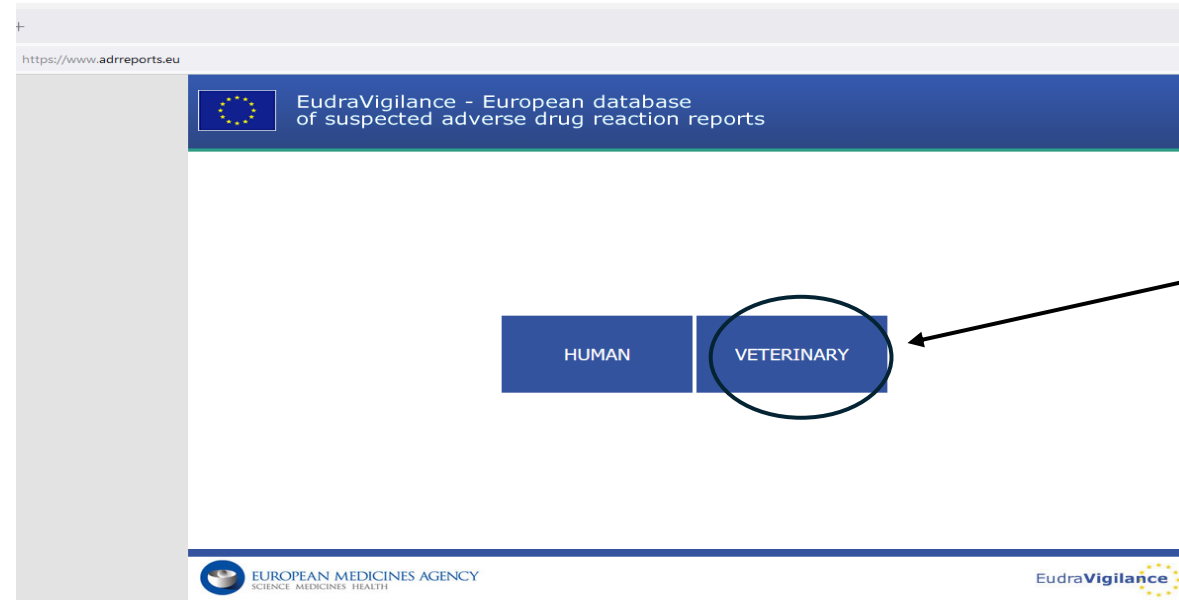 +
https://www.adrreports.eu
EudraVigilance - European database
of suspected adverse drug reaction reports
HUMAN
VETERINARY
EUROPEAN MEDICINES AGENCY
SCIENCE MEDICINES HEALTH
EudraVigilance